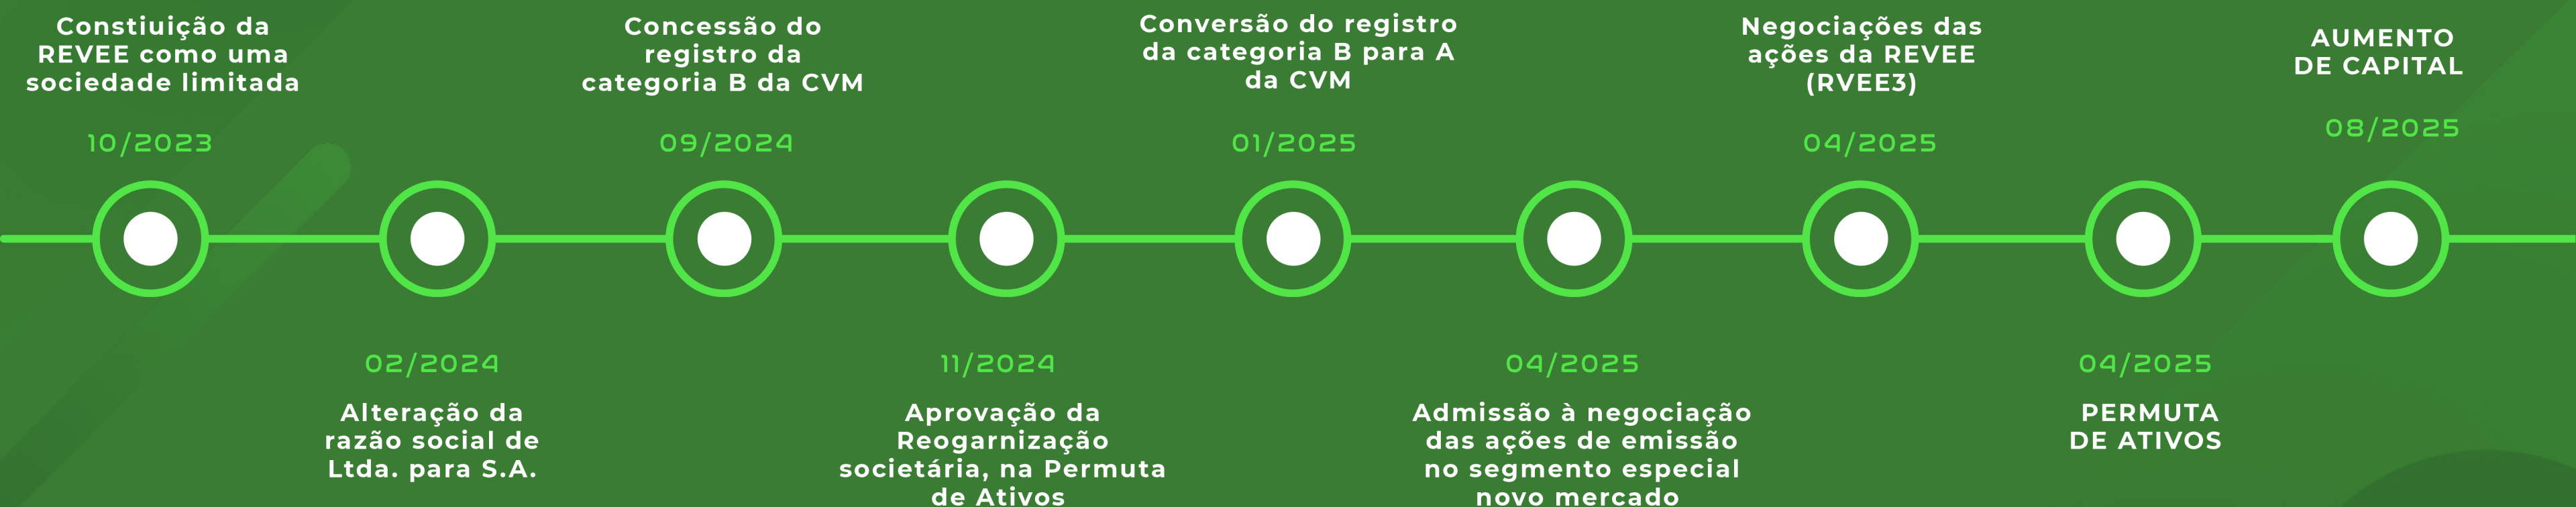 Constiuição da
REVEE como uma
sociedade limitada
10/2023
02/2024
Alteração da
razão social de
Ltda. para S.A.
Concessão do
registro da
categoria B da CVM
09/2024
11/2024
Aprovação da
Reogarnização
societária, na Permuta
de Ativos
Conversão do registro
da categoria B para A
da CVM
01/2025
04/2025
Admissão à negociação
das ações de emissão
no segmento especial
novo mercado
Negociações das
ações da REVEE
(RVEE3)
04/2025
04/2025
PERMUTA
DE ATIVOS
AUMENTO
DE CAPITAL
08/2025